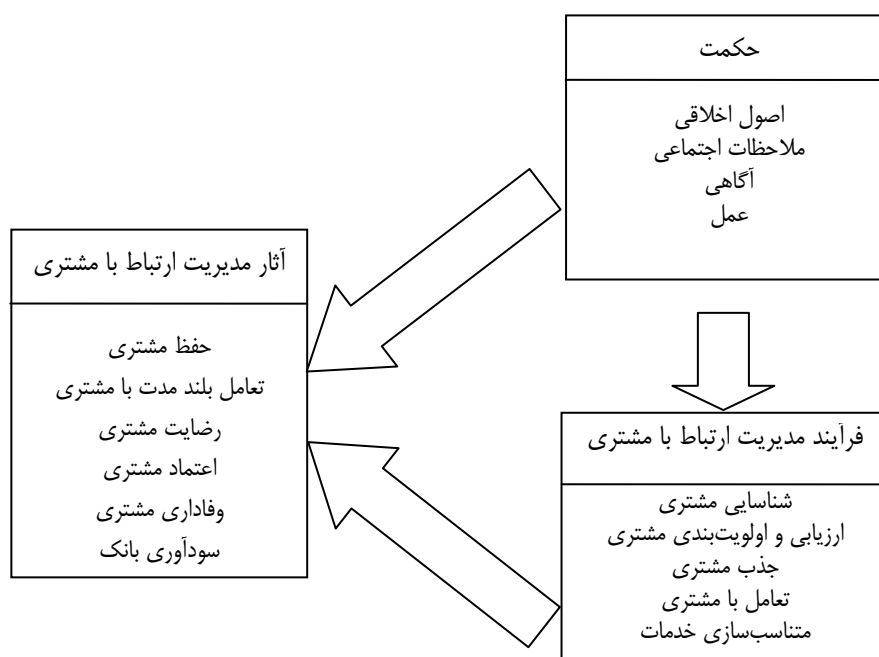 حکمت
اصول اخلاقی
ملاحظات اجتماعی
آگاهی
عمل
آثار مدیریت ارتباط با مشتری
حفظ مشتری
تعامل بلند مدت با مشتری
رضایت مشتری
اعتماد مشتری
وفاداری مشتری
سودآوری بانک
فرآیند مدیریت ارتباط با مشتری
شناسایی مشتری
ارزیابی و اولویت‌بندی مشتری
جذب مشتری
تعامل با مشتری
متناسب‌سازی خدمات